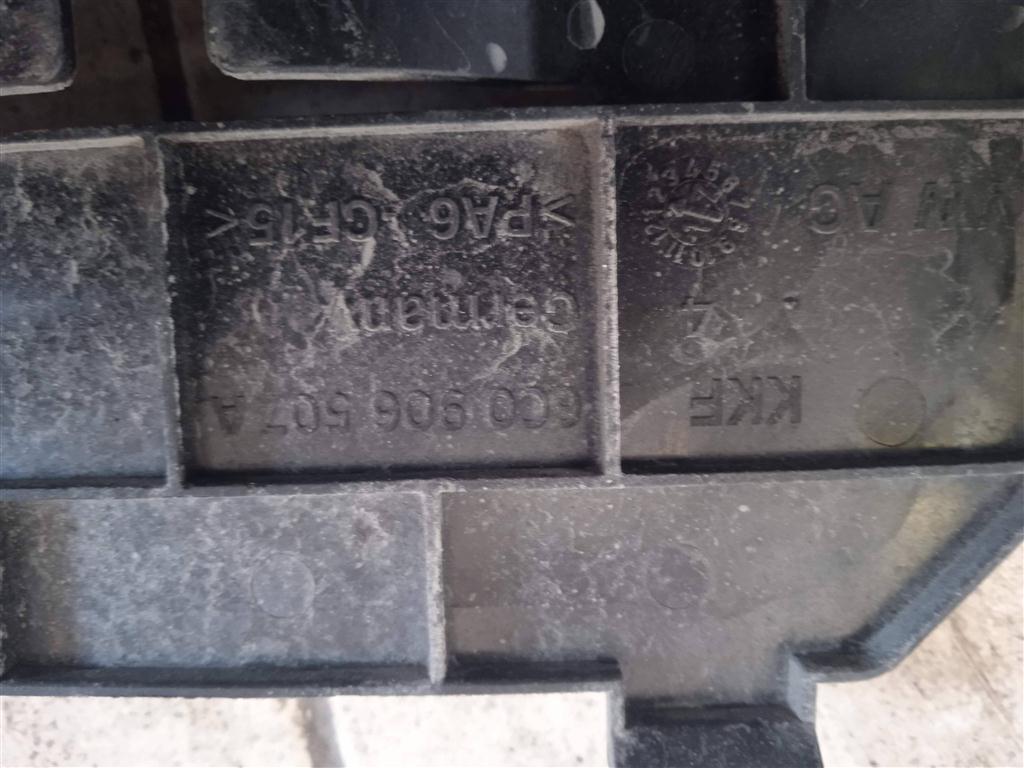 KKF
VW AG
6C0 906 507 A
Germany
>PA6 GF15<